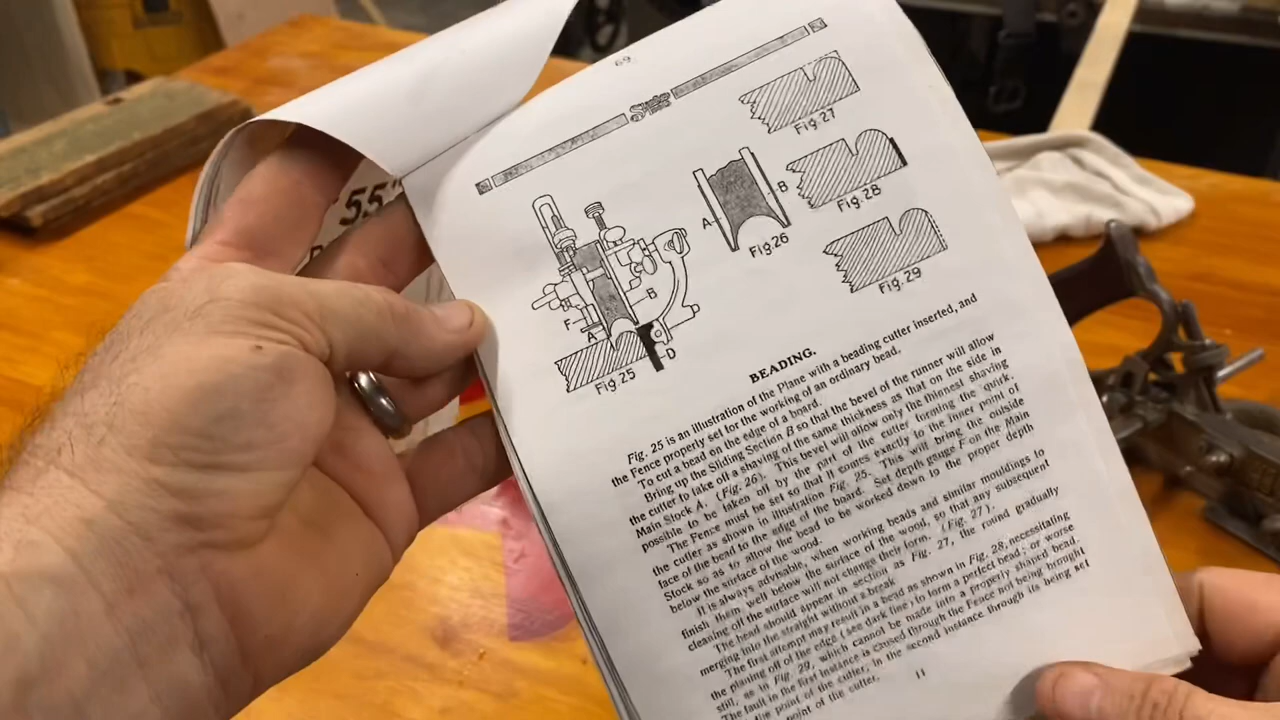 55"
69
Stanley
Fig.27
B
Fig.28
A
Fig.26
Fig.29
B
F
A
D
Fig.25
BEADING.
Fig. 25 is an illustration of the Plane with a beading cutter inserted, and
the Fence properly set for the working of an ordinary bead.
To cut a bead on the edge of a board.
Bring up the Sliding Section B so that the bevel of the runner will allow
the cutter to take off a shaving of the same thickness as that on the side in
Main Stock A. (Fig. 26). This bevel will allow only the thinnest shaving
possible to be taken off by the part of the cutter forming the quirk.
The Fence must be set so that it comes exactly to the inner point of
the cutter as shown in illustration Fig. 25. This will bring the outside
face of the bead to the edge of the board. Set depth gauge F on the Main
Stock so as to allow the bead to be worked down to the proper depth
below the surface of the wood.
It is always advisable, when working beads and similar mouldings to
finish them well below the surface of the wood, so that any subsequent
cleaning off the surface will not change their form. (Fig. 27).
The bead should appear in section as Fig. 27, the round gradually
merging into the straight without a break
The first attempt may result in a bead as shown in Fig. 28, necessitating
the planing off of the edge (see dark line) to form a perfect bead; or worse
still, as in Fig. 29, which cannot be made into a properly shaped bead.
The fault in the first instance is caused through the Fence not being brought
the point of the cutter, in the second instance through its being set
point of the cutter.
11